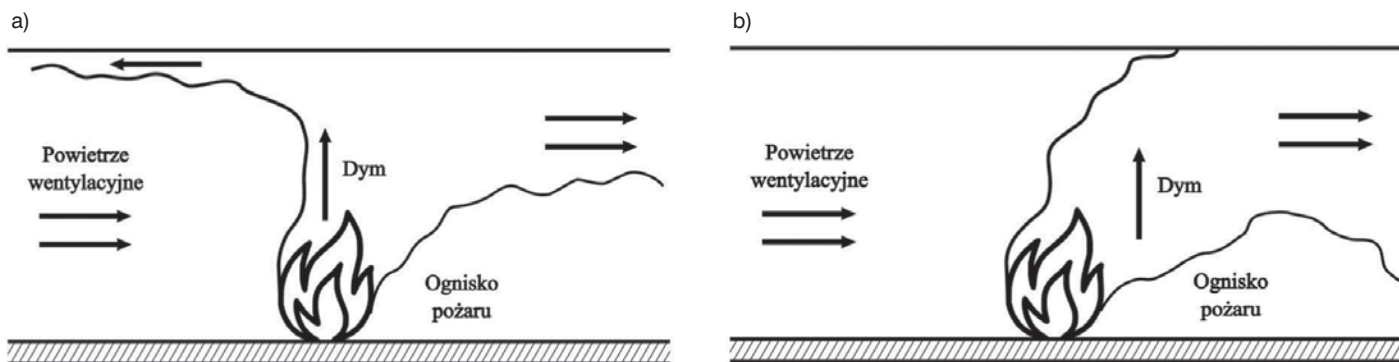 a)
Powietrze
wentylacyjne
Dym
Ognisko
pożaru
b)
Powietrze
wentylacyjne
Dym
Ognisko
pożaru